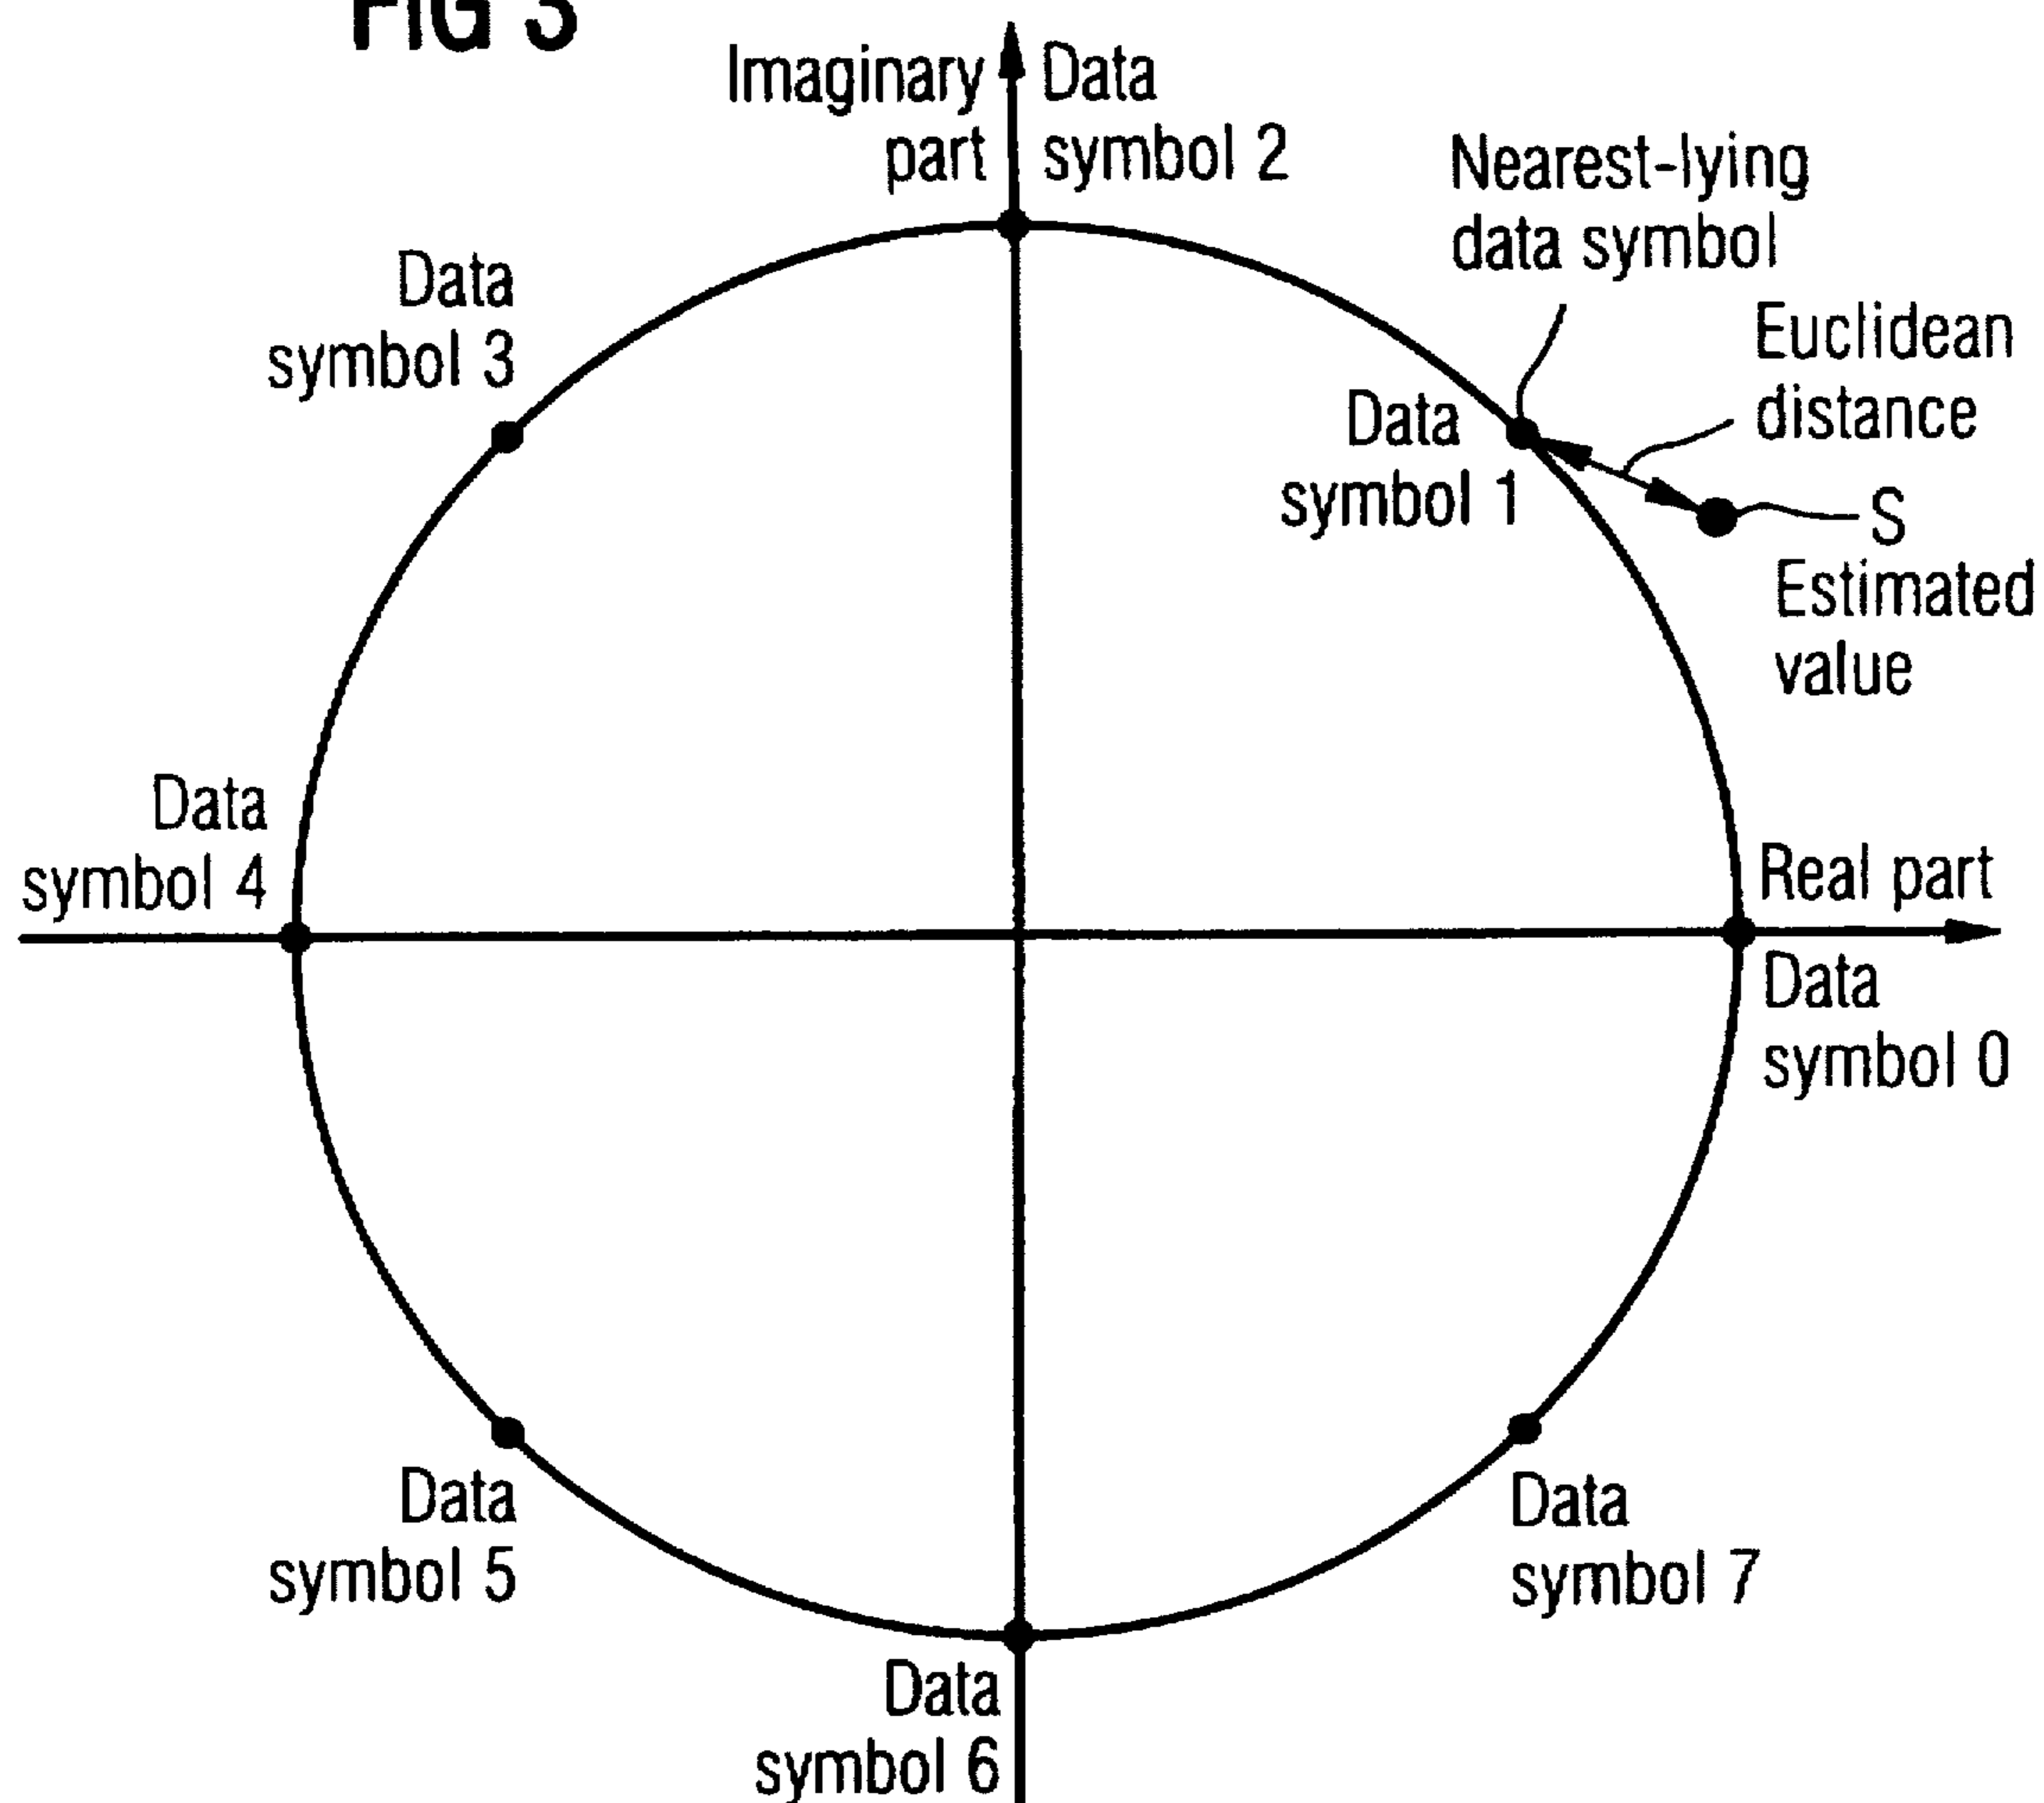 FIG 3
Imaginary
part
Data
symbol 2
Nearest-lying
data symbol
Euclidean
distance
Data
symbol 3
Data
symbol 1
S
Estimated
value
Data
symbol 4
Real part
Data
symbol 0
Data
symbol 5
Data
symbol 7
Data
symbol 6